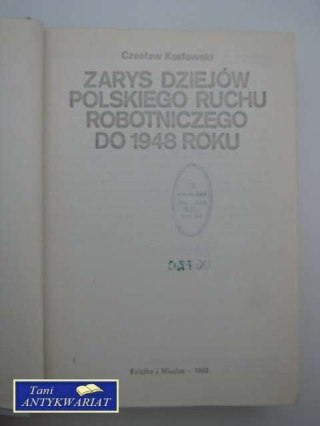 Czesław Kozłowski
ZARYS DZIEJÓW
POLSKIEGO RUCHU
ROBOTNICZEGO
DO 1948 ROKU
Książka i Wiedza -
Tani
ANTYKWARIAT